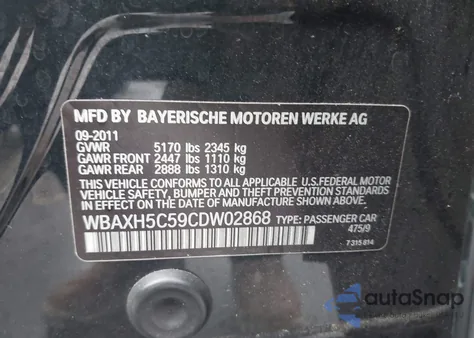 MFD BY BAYERISCHE MOTOREN WERKE AG
09-2011
GVWR 5170 lbs 2345 kg
GAWR FRONT 2447 lbs 1110 kg
GAWR REAR 2888 lbs 1310 kg
THIS VEHICLE CONFORMS TO ALL APPLICABLE U.S. FEDERAL MOTOR
VEHICLE SAFETY, BUMPER AND THEFT PREVENTION STANDARDS
IN EFFECT ON THE DATE OF MANUFACTURE SHOWN ABOVE.
WBAXH5C59CDW02868 TYPE: PASSENGER CAR
475/9
7 315 814
autoSnap